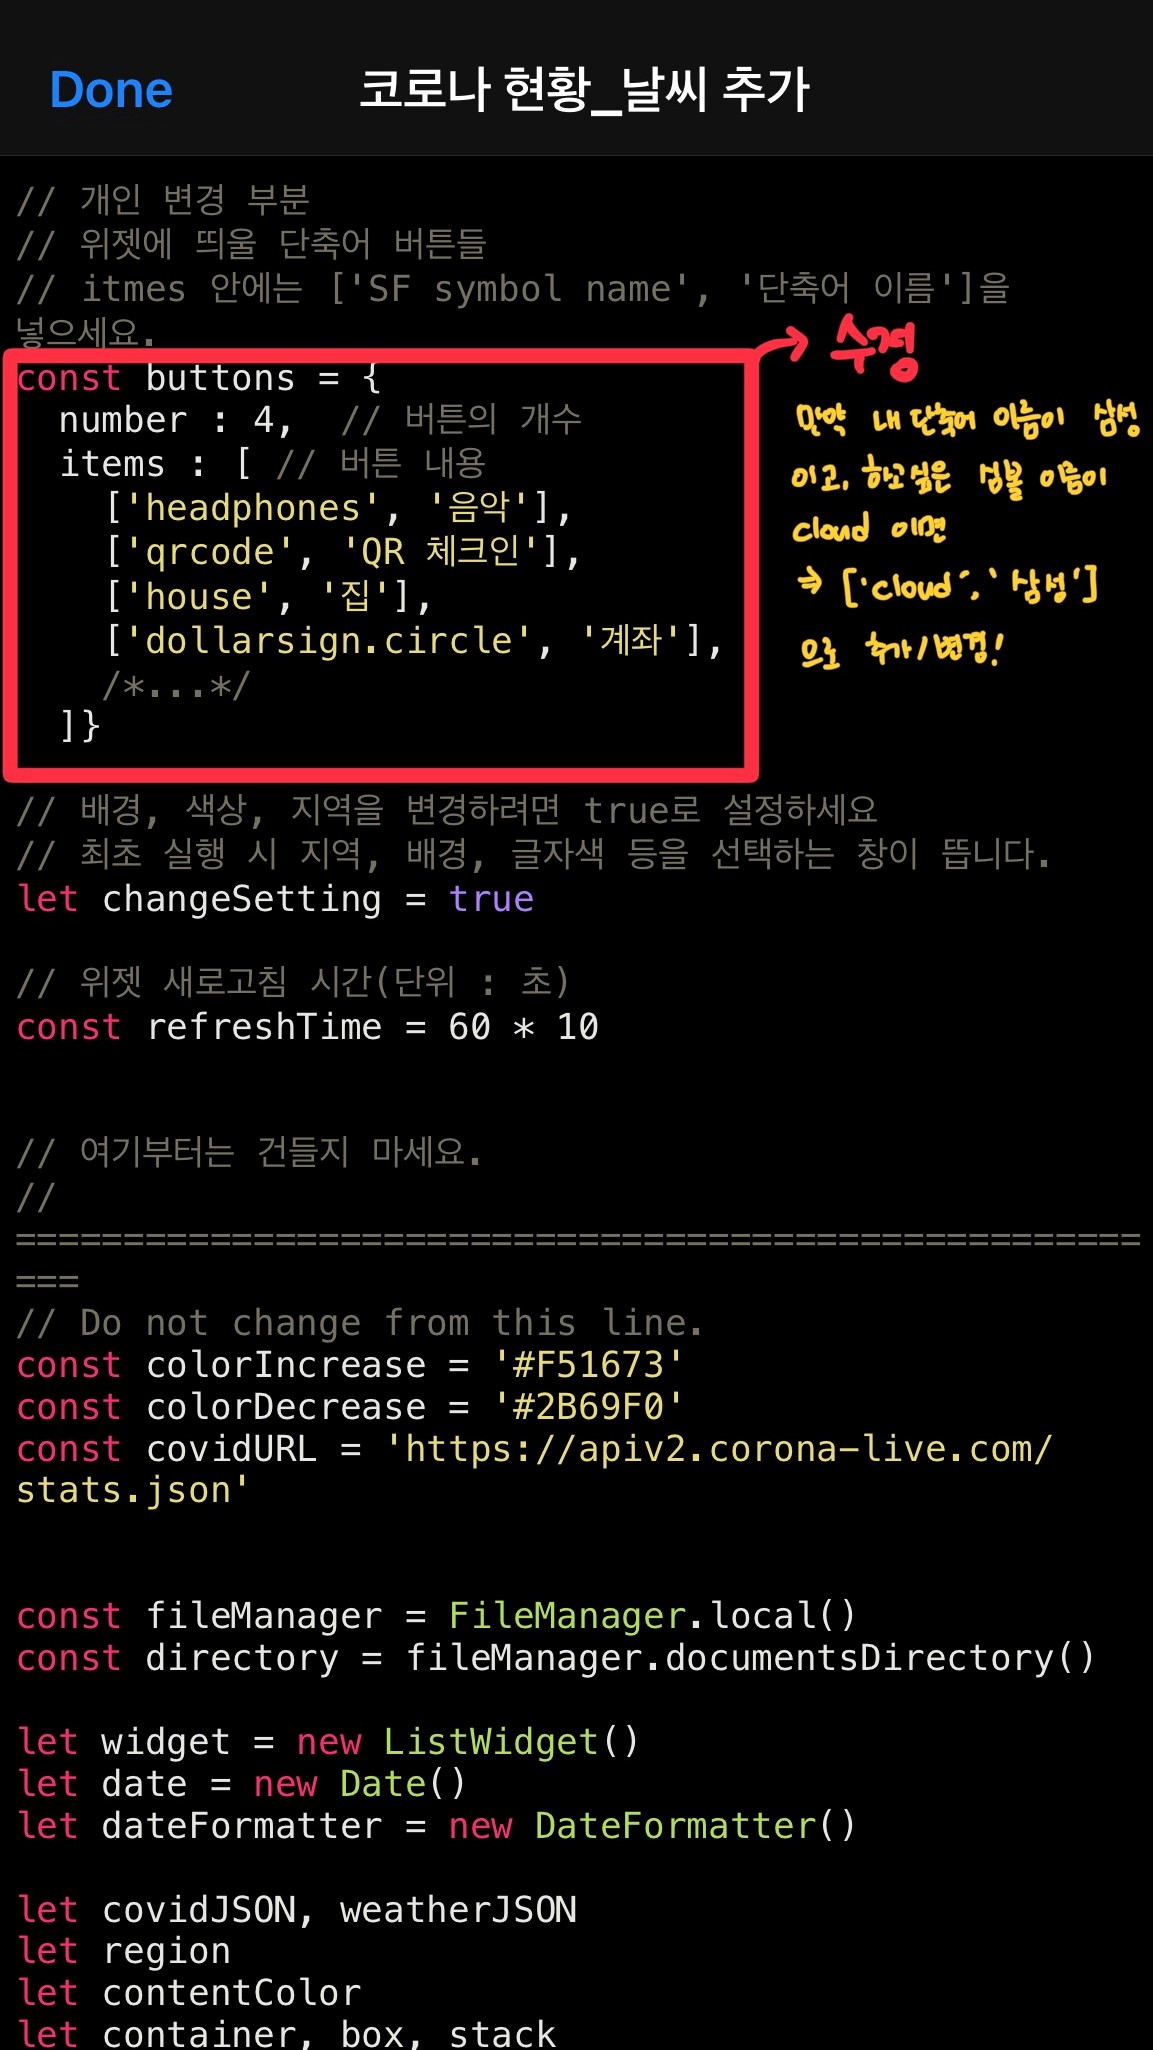 Done
코로나 현황_날씨 추가
// 개인 변경 부분
// 위젯에 띄울 단축어 버튼들
// itmes 안에는 ['SF symbol name', '단축어 이름']을
넣으세요.
const buttons = {
number : 4, // 버튼의 개수
items : [ // 버튼 내용
['headphones', '음악'],
['qrcode', 'QR 체크인'],
['house', '집'],
['dollarsign.circle', '계좌'],
/*...*/
]}
→ 수정
만약 내 단축어 이름이 삼성
이고, 하고싶은 심볼 이름이
cloud 이면
⇒ ['cloud', '삼성']
으로 추가/변경!
// 배경, 색상, 지역을 변경하려면 true로 설정하세요
// 최초 실행 시 지역, 배경, 글자색 등을 선택하는 창이 뜹니다.
let changeSetting = true
// 위젯 새로고침 시간(단위 : 초)
const refreshTime = 60 * 10
// 여기부터는 건들지 마세요.
//
====================================================
===
// Do not change from this line.
const colorIncrease = '#F51673'
const colorDecrease = '#2B69F0'
const covidURL = 'https://apiv2.corona-live.com/
stats.json'
const fileManager = FileManager.local()
const directory = fileManager.documentsDirectory()
let widget = new ListWidget()
let date = new Date()
let dateFormatter = new DateFormatter()
let covidJSON, weatherJSON
let region
let contentColor
let container, box, stack